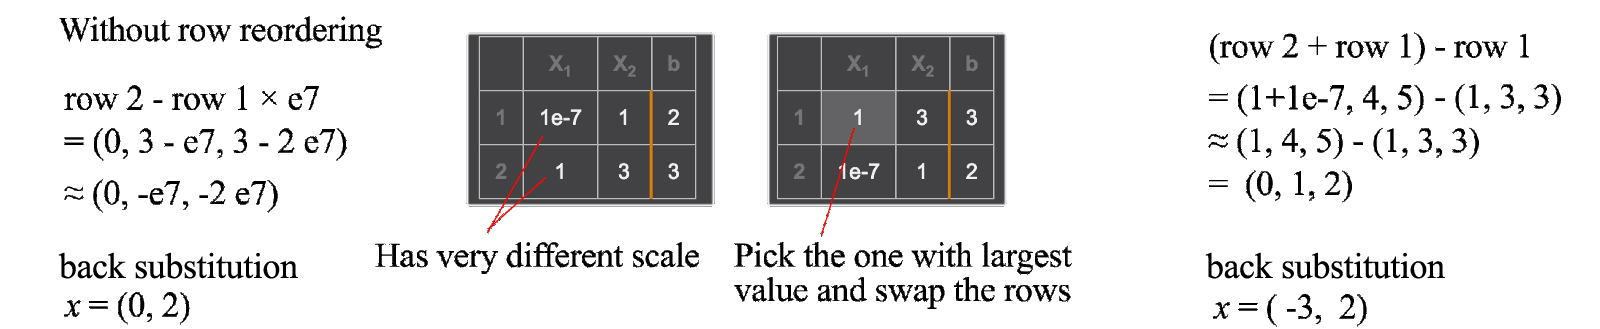 Without row reordering
row 2 - row 1 × e7
= (0, 3 - e7, 3 - 2 e7)
≈ (0, -e7, -2 e7)
back substitution
x = (0, 2)
X₁ X₂ b
1 1e-7 1 2
2 1 3 3
Has very different scale
X₁ X₂ b
1 1 3 3
2 1e-7 1 2
Pick the one with largest
value and swap the rows
(row 2 + row 1) - row 1
= (1+1e-7, 4, 5) - (1, 3, 3)
≈ (1, 4, 5) - (1, 3, 3)
= (0, 1, 2)
back substitution
x = ( -3, 2)